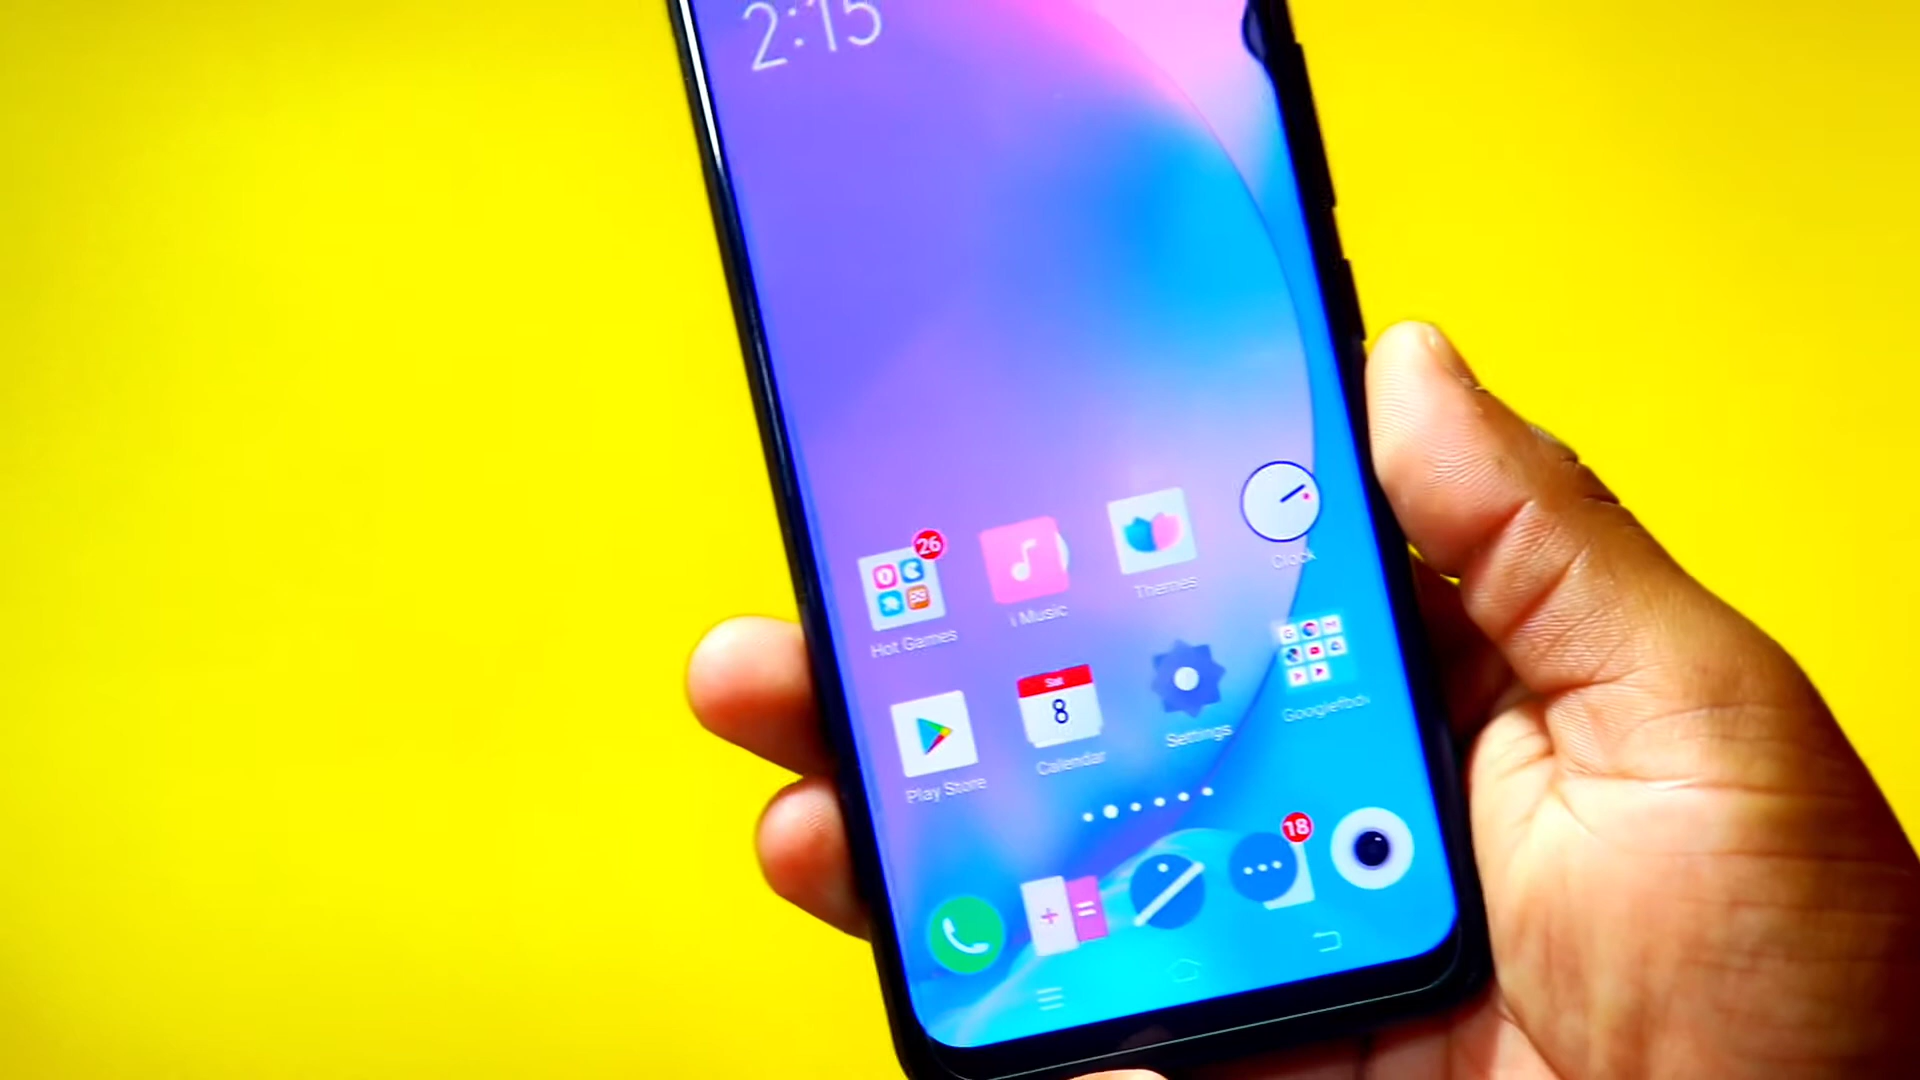 2:15
26
Hot Games
i Music
Themes
Clock
Play Store
Sat
8
Calendar
Settings
18